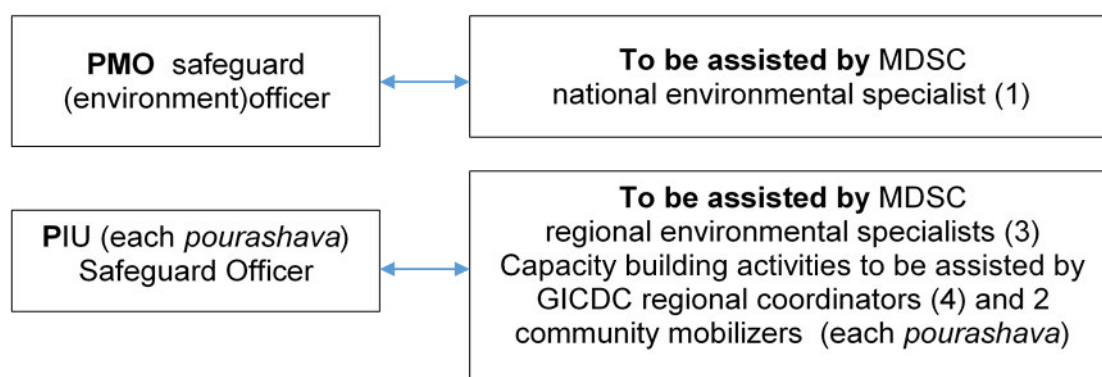 PMO safeguard
(environment)officer
To be assisted by MDSC
national environmental specialist (1)
PIU (each pourashava)
Safeguard Officer
To be assisted by MDSC
regional environmental specialists (3)
Capacity building activities to be assisted by
GICDC regional coordinators (4) and 2
community mobilizers (each pourashava)